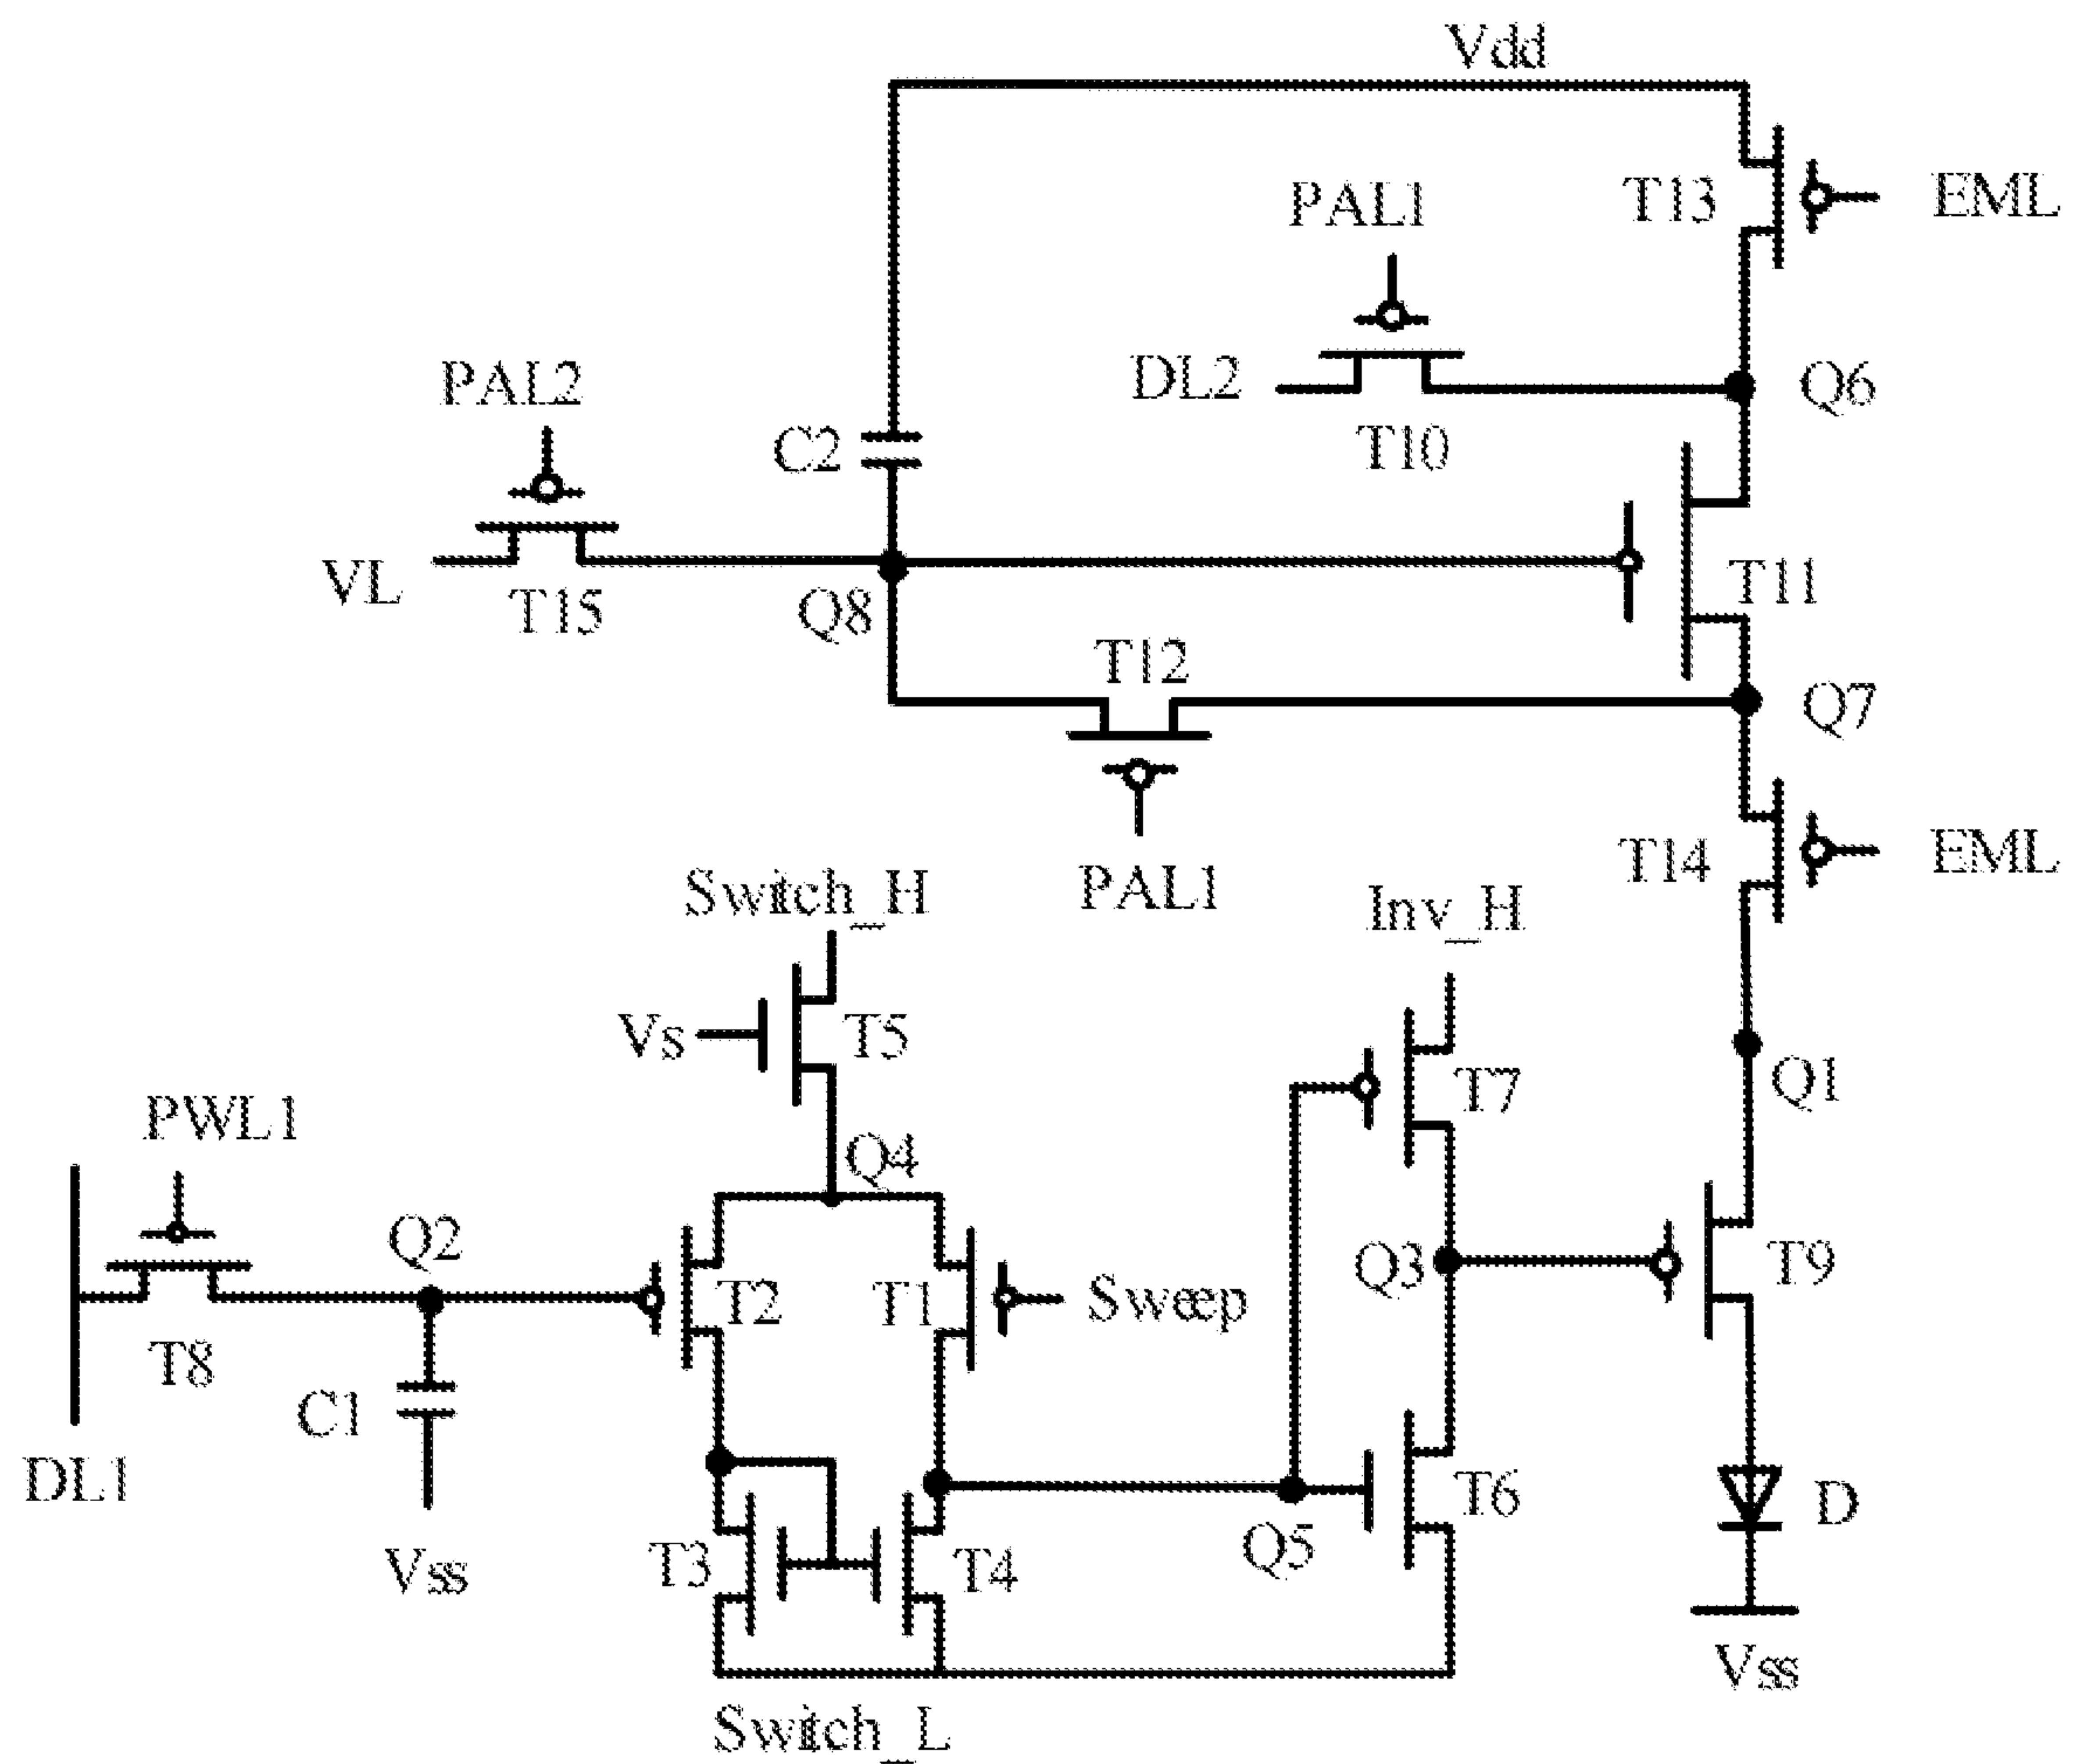 Vdd
T13
EML
PAL1
PAL2
DL2
Q6
C2
T10
VL
T15
Q8
T11
T12
Q7
T14
EML
PAL1
Switch_H
Inv_H
Vs
T5
T7
Q1
PWL1
Q4
Q2
Q3
T9
T2
T1
Sweep
T8
C1
DL1
T6
D
Q5
T3
T4
Vss
Vss
Switch_L